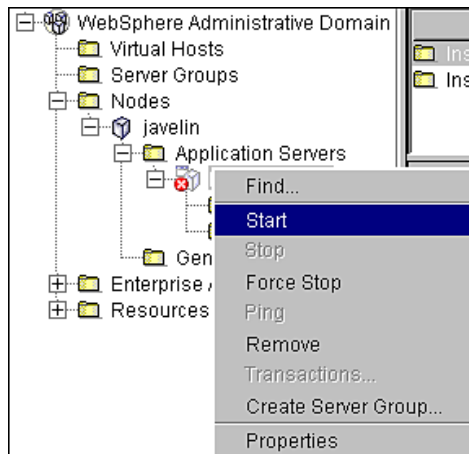 WebSphere Administrative Domain
Virtual Hosts
Server Groups
Nodes
javelin
Application Servers
Gen
Enterprise
Resources
Ins
Ins
Find...
Start
Stop
Force Stop
Ping
Remove
Transactions...
Create Server Group...
Properties